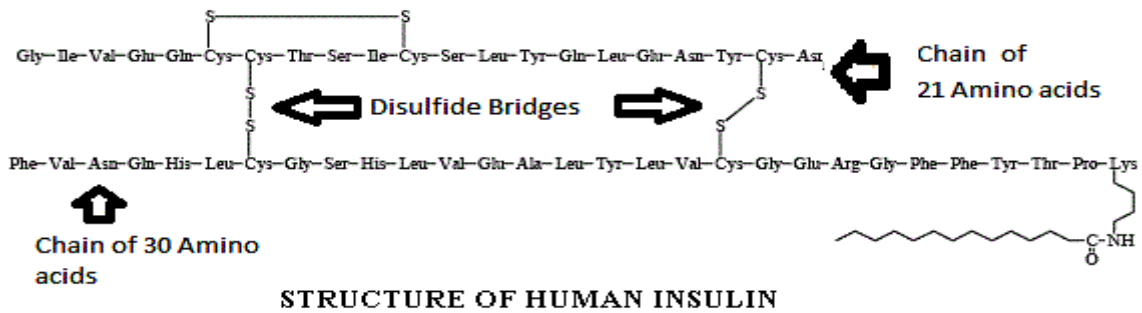 S S
Gly-Ile-Val-Glu-Gln-Cys-Cys-Thr-Ser-Ile-Cys-Ser-Leu-Tyr-Gln-Leu-Glu-Asn-Tyr-Cys-Asn
Chain of
21 Amino acids
S S
Disulfide Bridges
S S
Phe-Val-Asn-Gln-His-Leu-Cys-Gly-Ser-His-Leu-Val-Glu-Ala-Leu-Tyr-Leu-Val-Cys-Gly-Glu-Arg-Gly-Phe-Phe-Tyr-Thr-Pro-Lys
Chain of 30 Amino
acids
C-NH
O
STRUCTURE OF HUMAN INSULIN